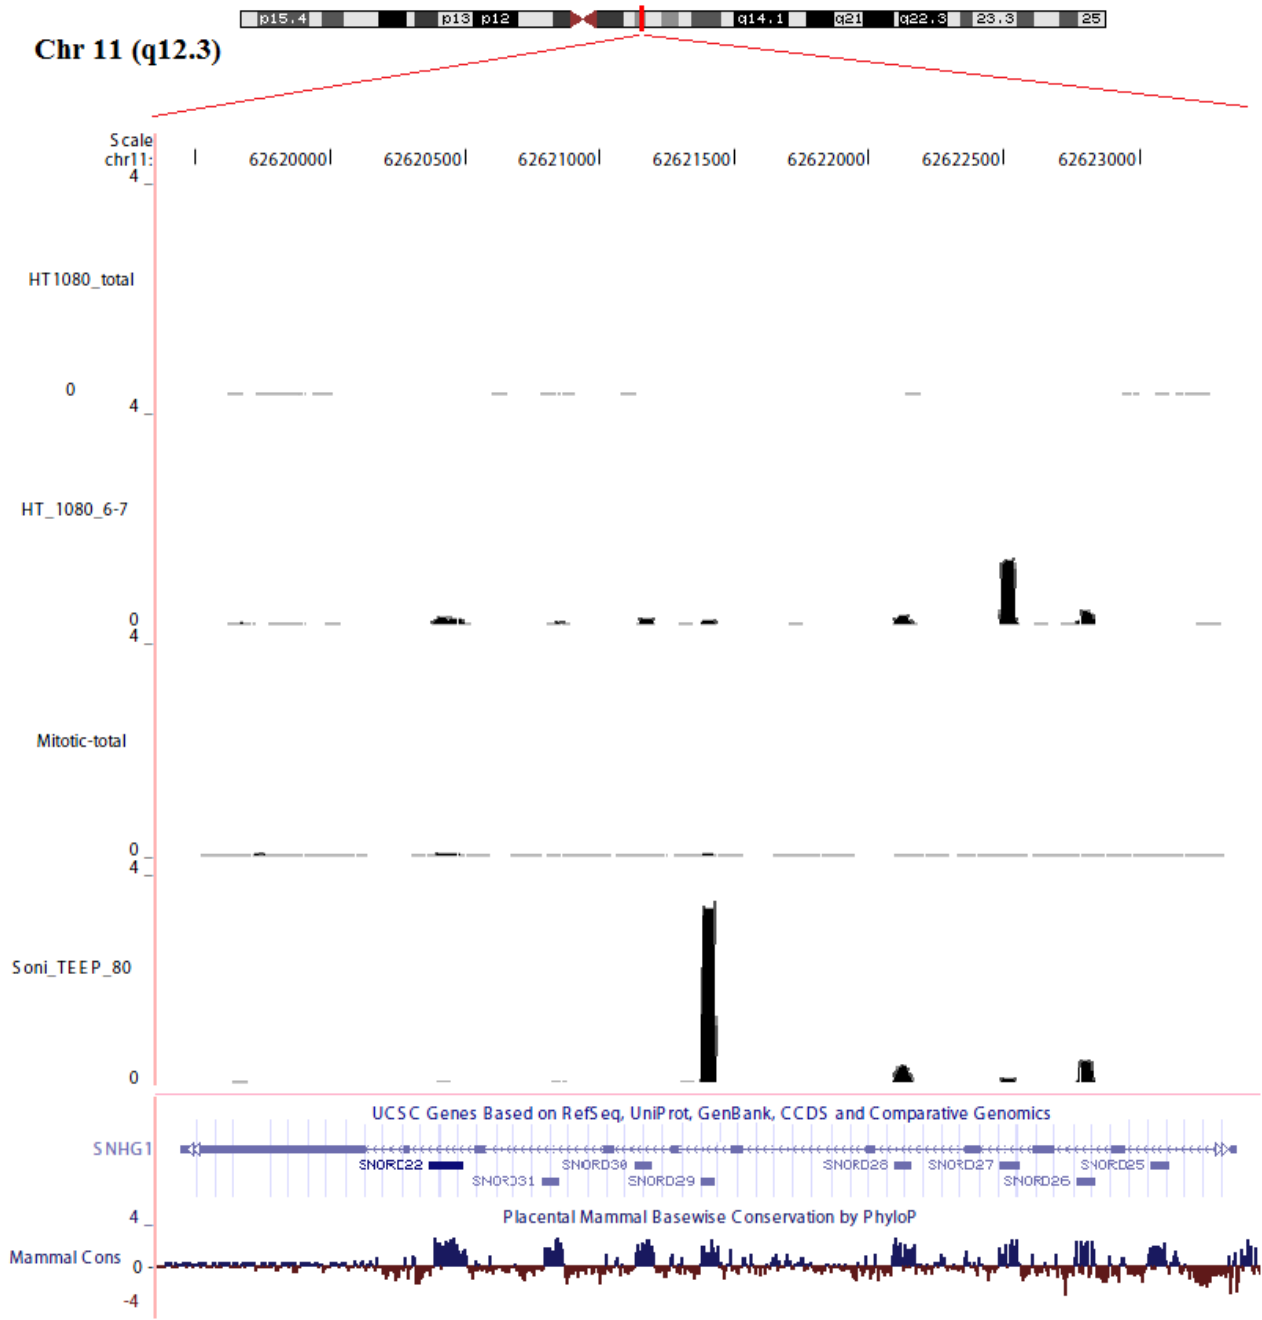 p15.4 p13 p12 q14.1 q21 q22.3 23.3 25
Chr 11 (q12.3)
Scale
chr11: 62620000 62620500 62621000 62621500 62622000 62622500 62623000
4
HT1080_total
0
4
HT_1080_6-7
0
4
Mitotic-total
0
4
Soni_TEEP_80
0
UCSC Genes Based on RefSeq, UniProt, GenBank, CCDS and Comparative Genomics
SNHG1
SNORD22 SNORD30 SNORD28 SNORD27 SNORD25
SNORD31 SNORD29 SNORD26
Placental Mammal Basewise Conservation by PhyloP
4
Mammal Cons
0
-4